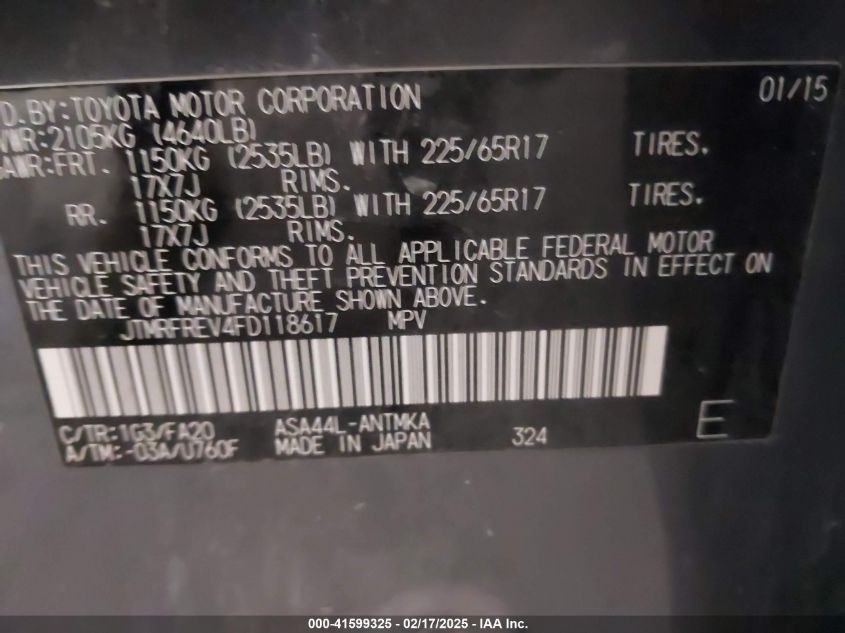 D. BY: TOYOTA MOTOR CORPORATION 01/15
VWR: 2105KG (4640LB)
AWR: FRT. 1150KG (2535LB) WITH 225/65R17 TIRES.
17X7J RIMS.
RR. 1150KG (2535LB) WITH 225/65R17 TIRES.
17X7J RIMS.
THIS VEHICLE CONFORMS TO ALL APPLICABLE FEDERAL MOTOR
VEHICLE SAFETY AND THEFT PREVENTION STANDARDS IN EFFECT ON
THE DATE OF MANUFACTURE SHOWN ABOVE.
JTMRFREV4FD118617 MPV
C/TR: 1G3/FA20 ASA44L-ANTMKA
A/TM: -03A/U760F MADE IN JAPAN 324 E
000-41599325 - 02/17/2025 - IAA Inc.